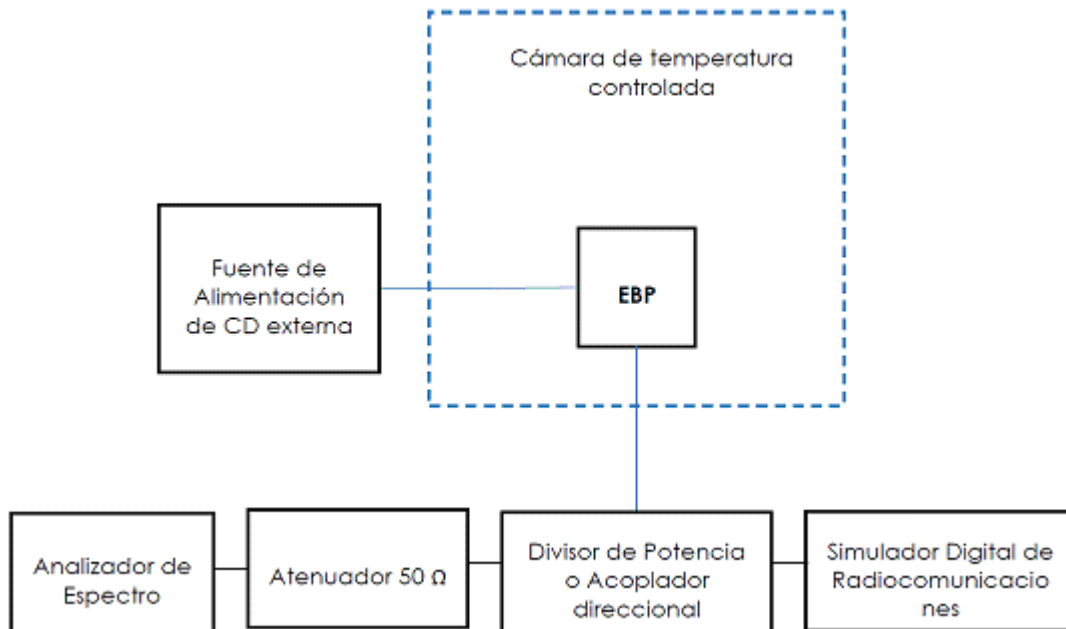 Cámara de temperatura
controlada
Fuente de
Alimentación
de CD externa
EBP
Analizador de
Espectro
Atenuador 50 Ω
Divisor de Potencia
o Acoplador
direccional
Simulador Digital de
Radiocomunicacio
nes